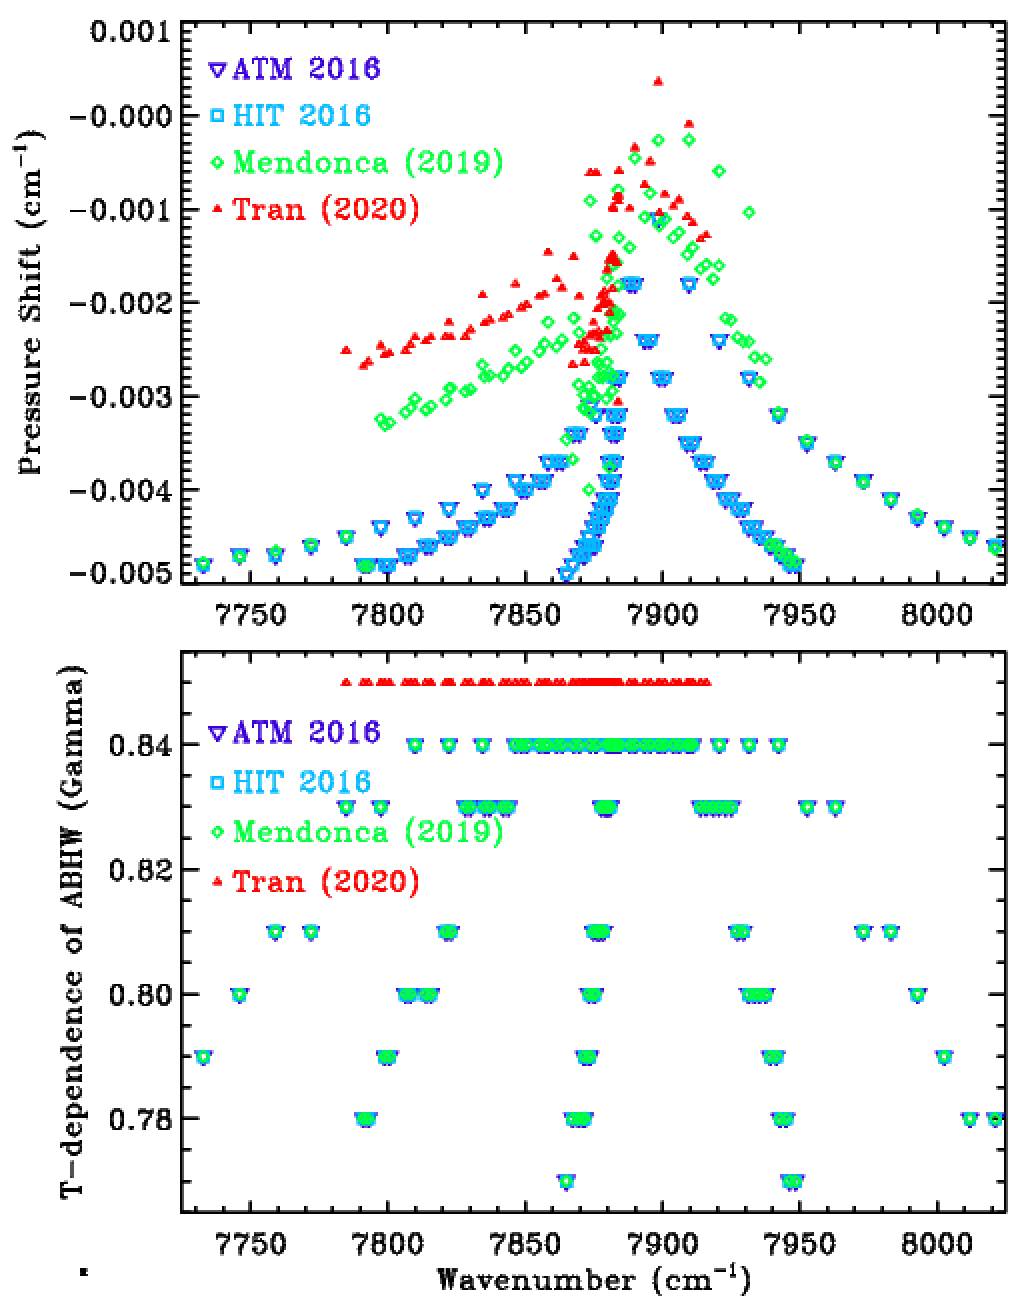 0.001
ATM 2016
-0.000
HIT 2016
Mendonca (2019)
-0.001
Tran (2020)
-0.002
-0.003
-0.004
-0.005
Pressure Shift (cm⁻¹)
7750 7800 7850 7900 7950 8000
ATM 2016
0.84
HIT 2016
Mendonca (2019)
0.82
Tran (2020)
0.80
0.78
T-dependence of ABHW (Gamma)
7750 7800 7850 7900 7950 8000
Wavenumber (cm⁻¹)